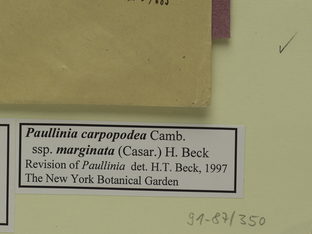 Paullinia carpopodea Camb.
ssp. marginata (Casar.) H. Beck
Revision of Paullinia det. H.T. Beck, 1997
The New York Botanical Garden
91-87/350